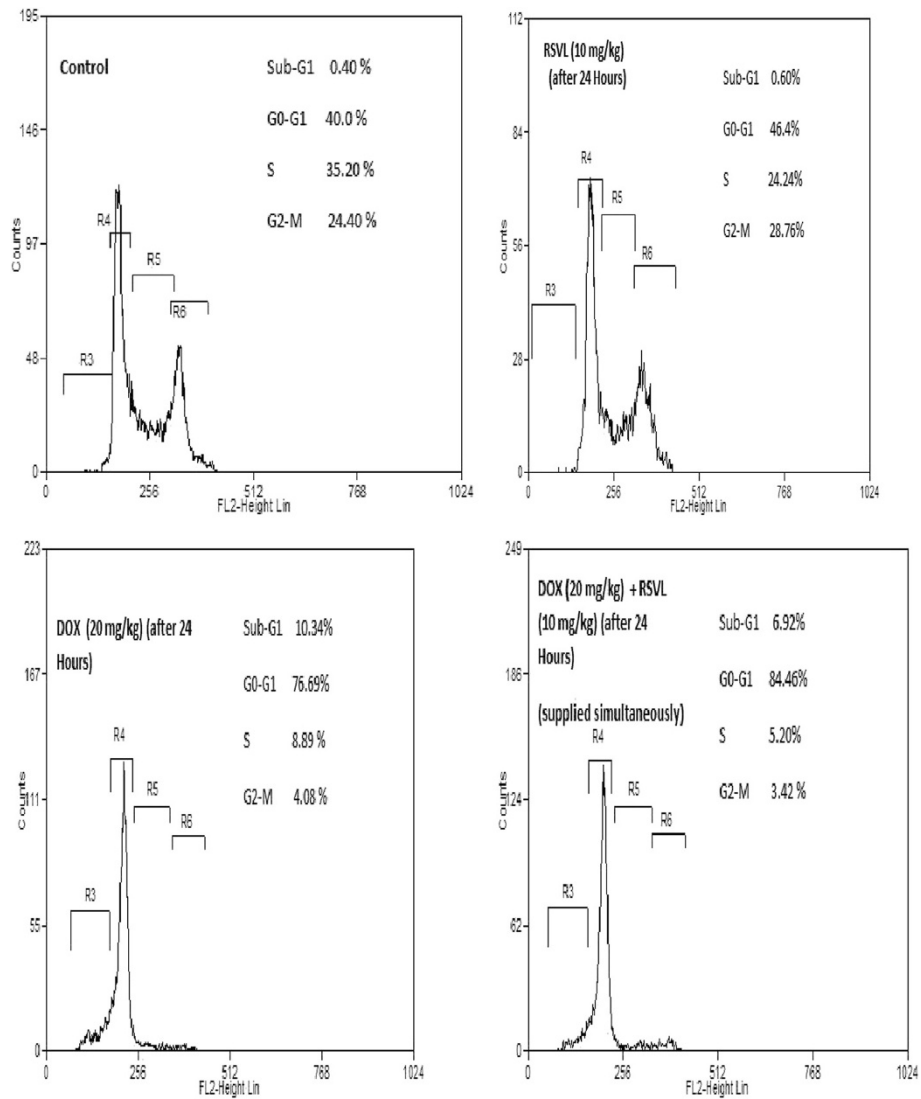 195
Control
Sub-G1 0.40 %
G0-G1 40.0 %
S 35.20 %
G2-M 24.40 %
146
97
48
0
Counts
R4
R5
R6
R3
0 256 512 768 1024
FL2-Height Lin
112
RSVL (10 mg/kg)
(after 24 Hours)
Sub-G1 0.60%
G0-G1 46.4%
S 24.24%
G2-M 28.76%
84
56
28
0
Counts
R4
R5
R6
R3
0 256 512 768 1024
FL2-Height Lin
223
DOX (20 mg/kg) (after 24
Hours)
Sub-G1 10.34%
G0-G1 76.69%
S 8.89 %
G2-M 4.08 %
167
111
55
0
Counts
R4
R5
R6
R3
0 256 512 768 1024
FL2-Height Lin
249
DOX (20 mg/kg) + RSVL
(10 mg/kg) (after 24
Hours)
(supplied simultaneously)
Sub-G1 6.92%
G0-G1 84.46%
S 5.20%
G2-M 3.42 %
186
124
62
0
Counts
R4
R5
R6
R3
0 256 512 768 1024
FL2-Height Lin